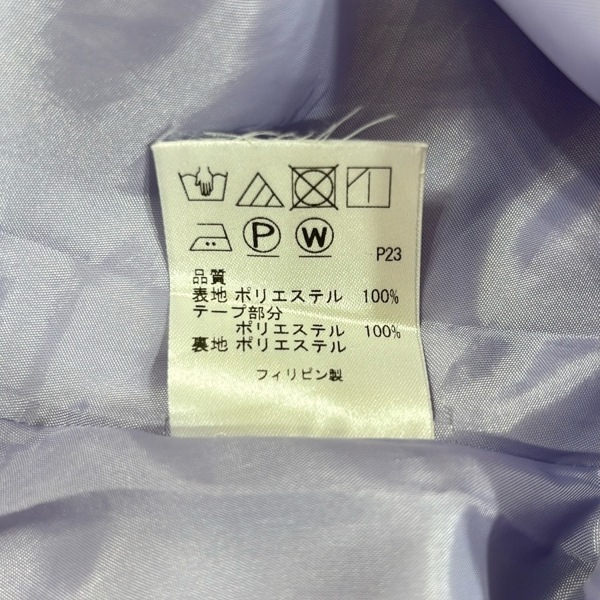 P W
P23
品質
表地 ポリエステル 100%
テープ部分
ポリエステル 100%
裏地 ポリエステル
フィリピン製